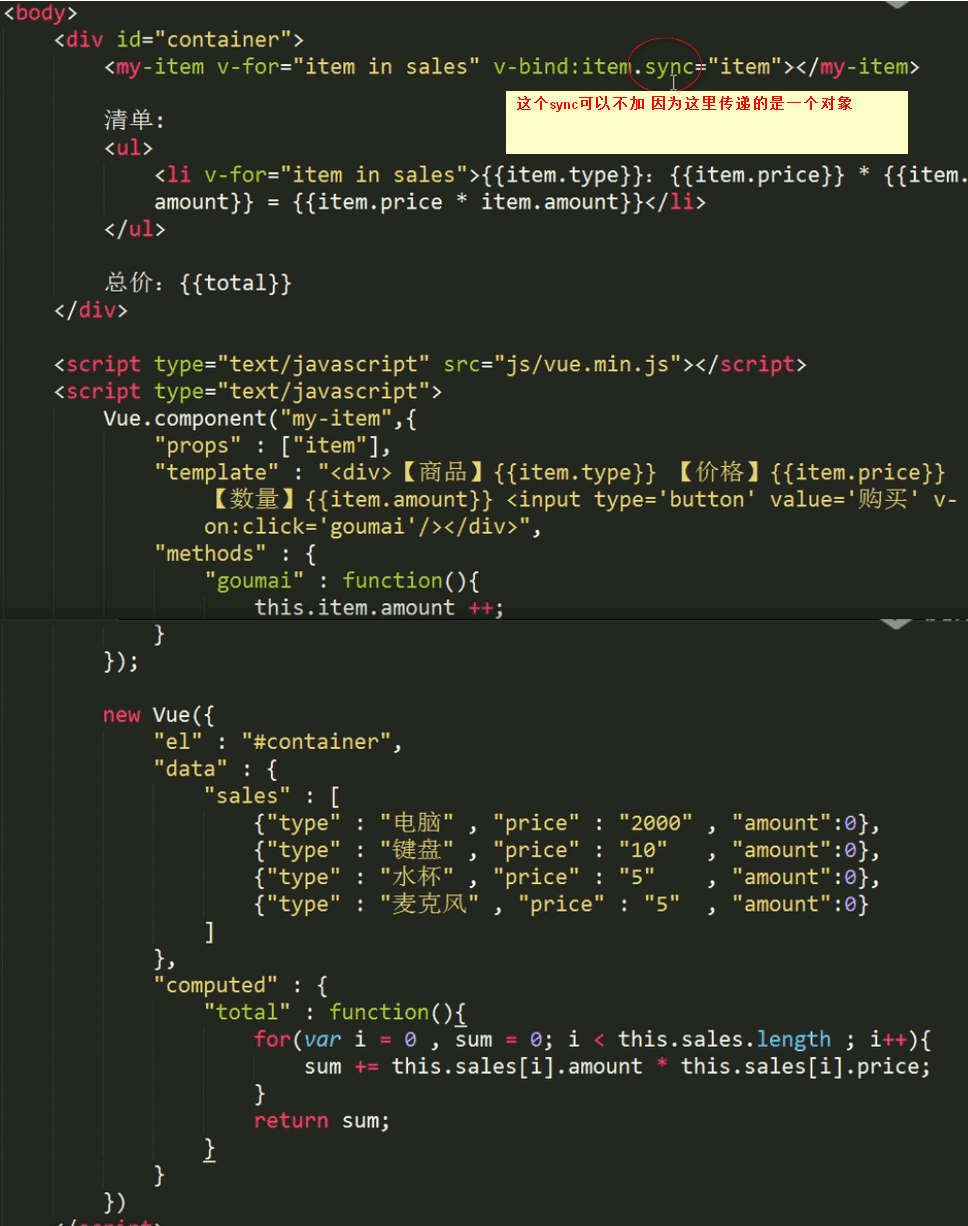 <body>
<div id="container">
<my-item v-for="item in sales" v-bind:item.sync="item"></my-item>
这个sync可以不加 因为这里传递的是一个对象
清单:
<ul>
<li v-for="item in sales">{{item.type}}: {{item.price}} * {{item.
amount}} = {{item.price * item.amount}}</li>
</ul>
总价: {{total}}
</div>
<script type="text/javascript" src="js/vue.min.js"></script>
<script type="text/javascript">
Vue.component("my-item",{
"props" : ["item"],
"template" : "<div>【商品】{{item.type}} 【价格】{{item.price}}
【数量】{{item.amount}} <input type='button' value='购买' v-
on:click='goumai'/></div>",
"methods" : {
"goumai" : function(){
this.item.amount ++;
}
});
new Vue({
"el" : "#container",
"data" : {
"sales" : [
{"type" : "电脑" , "price" : "2000" , "amount":0},
{"type" : "键盘" , "price" : "10" , "amount":0},
{"type" : "水杯" , "price" : "5" , "amount":0},
{"type" : "麦克风" , "price" : "5" , "amount":0}
]
},
"computed" : {
"total" : function(){
for(var i = 0 , sum = 0; i < this.sales.length ; i++){
sum += this.sales[i].amount * this.sales[i].price;
}
return sum;
}
}
})